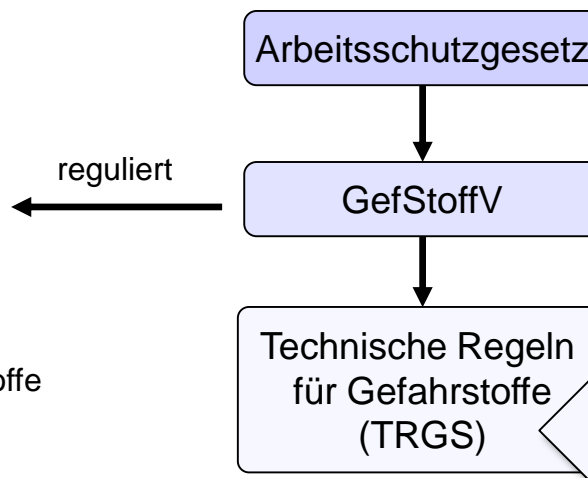 Arbeitsschutzgesetz
reguliert
GefStoffV
Technische Regeln
für Gefahrstoffe
(TRGS)